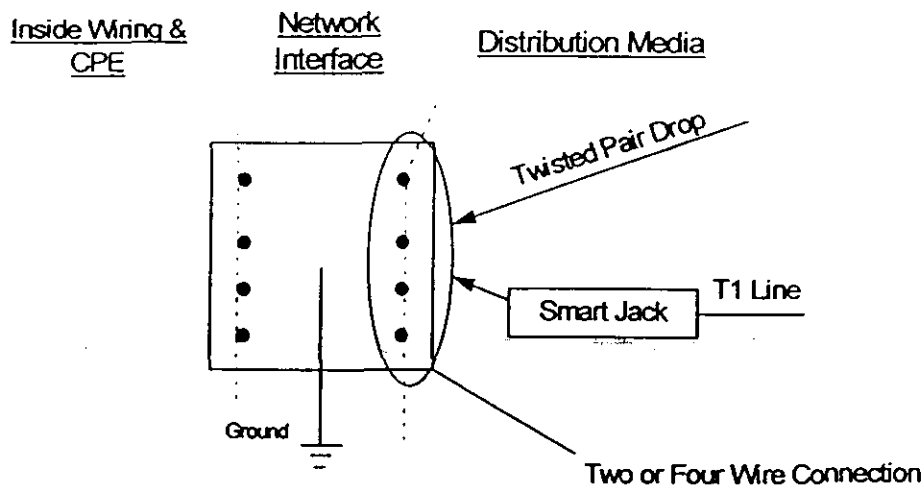 Inside Wiring &
CPE
Network
Interface
Distribution Media
Twisted Pair Drop
Smart Jack
T1 Line
Ground
Two or Four Wire Connection